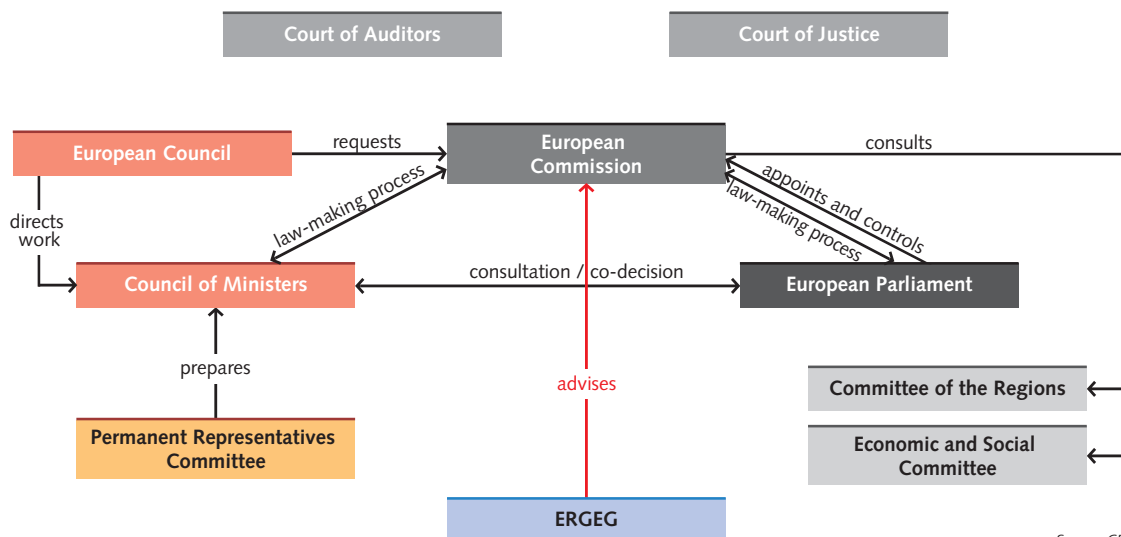 Court of Auditors
Court of Justice
European Council
requests
European
Commission
consults
directs
work
law-making process
appoints and controls
law-making process
Council of Ministers
consultation / co-decision
European Parliament
prepares
advises
Committee of the Regions
Permanent Representatives
Committee
Economic and Social
Committee
ERGEG